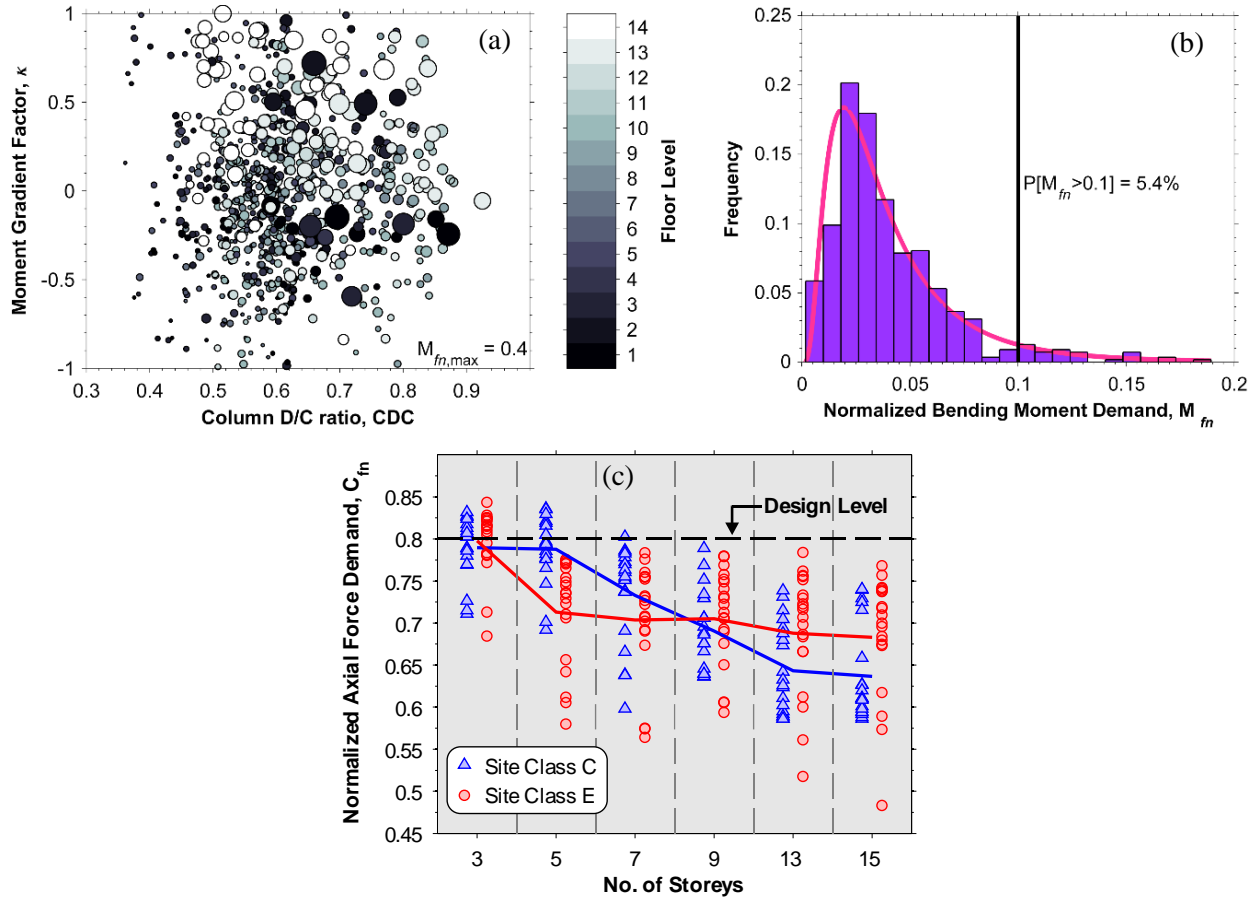 (a)
Moment Gradient Factor, κ
1
0.5
0
-0.5
-1
0.3 0.4 0.5 0.6 0.7 0.8 0.9
Column D/C ratio, CDC
M fn,max = 0.4
14
13
12
11
10
9
8
7
6
5
4
3
2
1
Floor Level
(b)
Frequency
0.25
0.2
0.15
0.1
0.05
0
0 0.05 0.1 0.15 0.2
Normalized Bending Moment Demand, M fn
P[M fn >0.1] = 5.4%
(c)
Normalized Axial Force Demand, C fn
0.85
0.8
0.75
0.7
0.65
0.6
0.55
0.5
0.45
Design Level
Site Class C
Site Class E
3 5 7 9 13 15
No. of Storeys